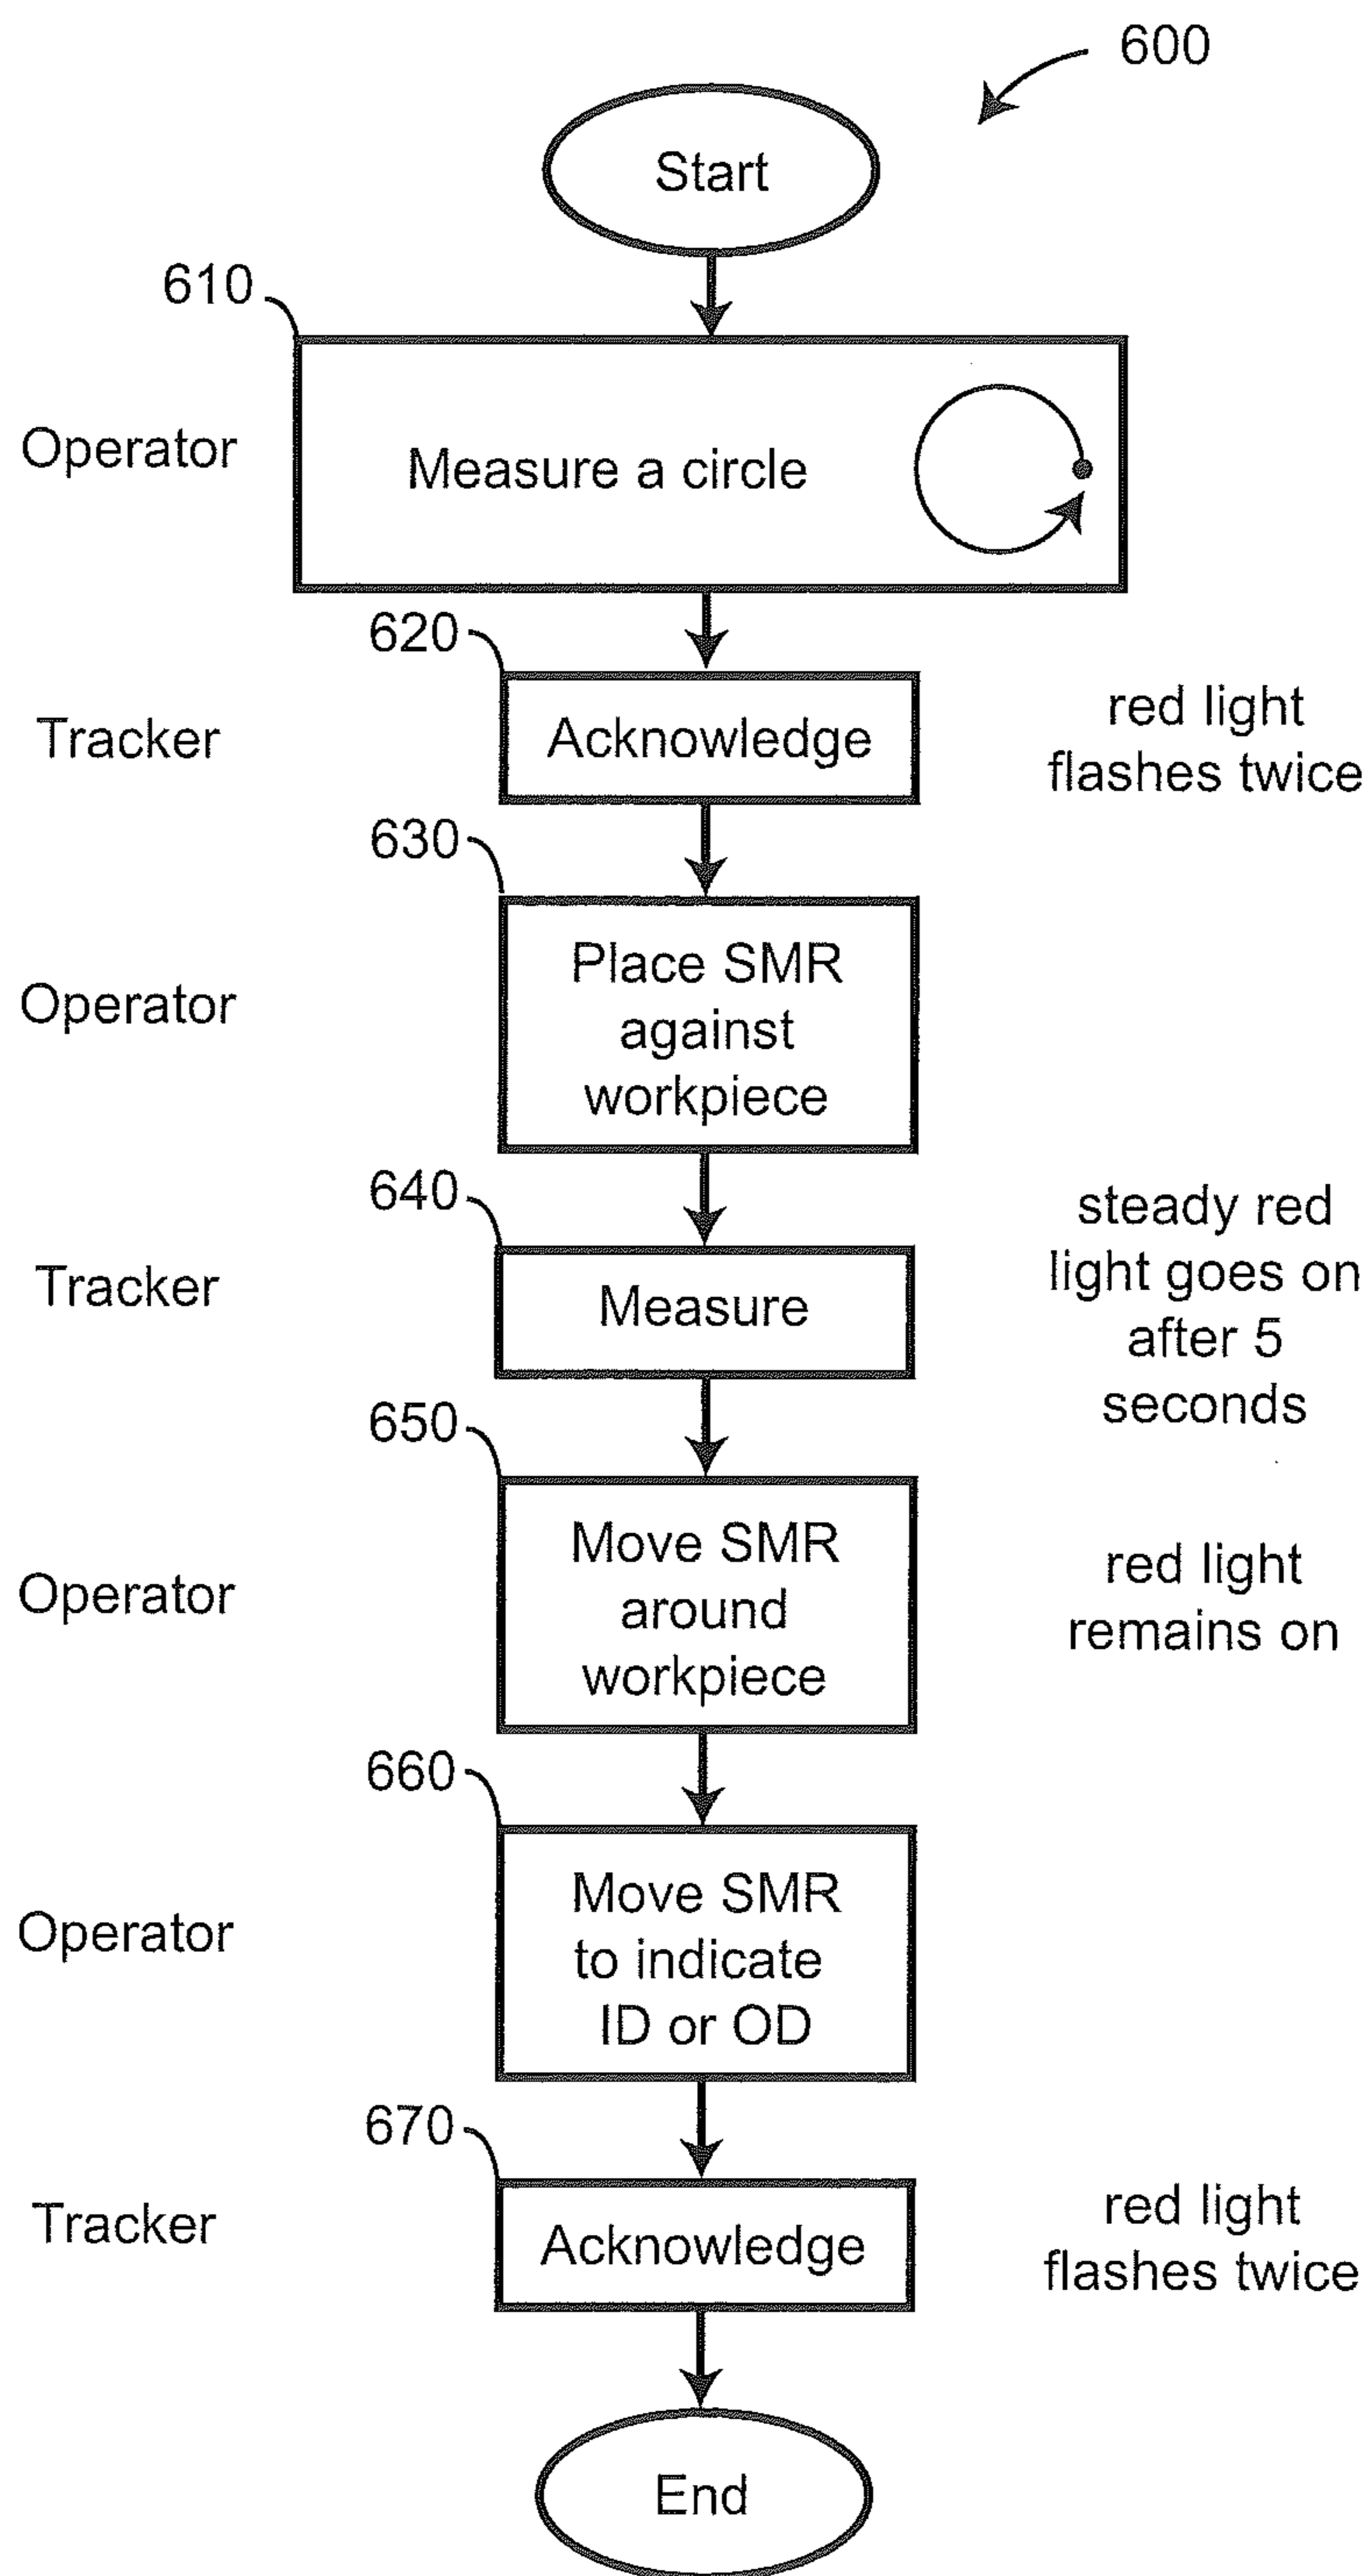 600
Start
610
Operator
Measure a circle
620
Tracker
Acknowledge
red light
flashes twice
630
Operator
Place SMR
against
workpiece
640
Tracker
Measure
steady red
light goes on
after 5
seconds
650
Operator
Move SMR
around
workpiece
red light
remains on
660
Operator
Move SMR
to indicate
ID or OD
670
Tracker
Acknowledge
red light
flashes twice
End